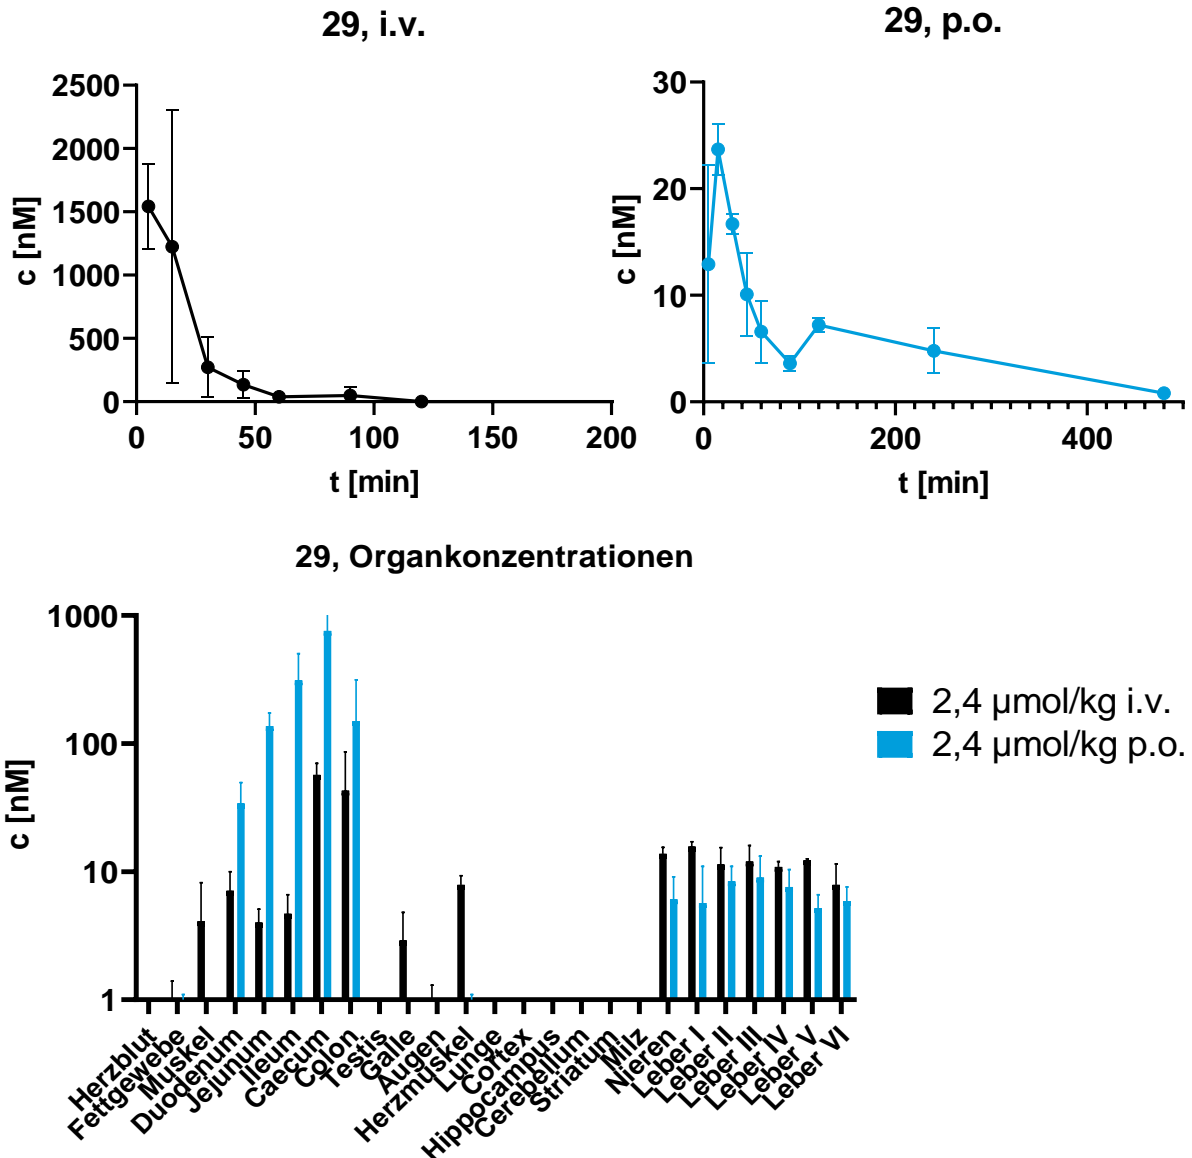 29, i.v.
2500
2000
1500
1000
500
0
c [nM]
0 50 100 150 200
t [min]
29, p.o.
30
20
10
0
c [nM]
0 200 400
t [min]
29, Organkonzentrationen
1000
100
10
1
c [nM]
Herzblut
Fettgewebe
Muskel
Duodenum
Jejunum
Ileum
Caecum
Colon
Testis
Galle
Augen
Herzmuskel
Lunge
Cortex
Hippocampus
Cerebellum
Striatum
Milz
Nieren
Leber I
Leber II
Leber III
Leber IV
Leber V
Leber VI
2,4 µmol/kg i.v.
2,4 µmol/kg p.o.